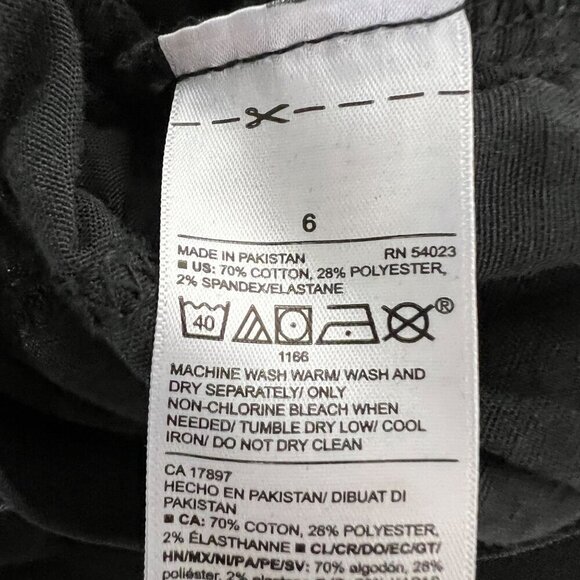 6
MADE IN PAKISTAN RN 54023
■ US: 70% COTTON, 28% POLYESTER,
2% SPANDEX/ELASTANE
40 ®
1166
MACHINE WASH WARM/ WASH AND
DRY SEPARATELY/ ONLY
NON-CHLORINE BLEACH WHEN
NEEDED/ TUMBLE DRY LOW/ COOL
IRON/ DO NOT DRY CLEAN
CA 17897
HECHO EN PAKISTAN/ DIBUAT DI
PAKISTAN
■ CA: 70% COTTON, 28% POLYESTER,
2% ÉLASTHANNE ■ CL/CR/DO/EC/GT/
HN/MX/NI/PA/PE/SV: 70% algodón, 28%
poliéster, 2%